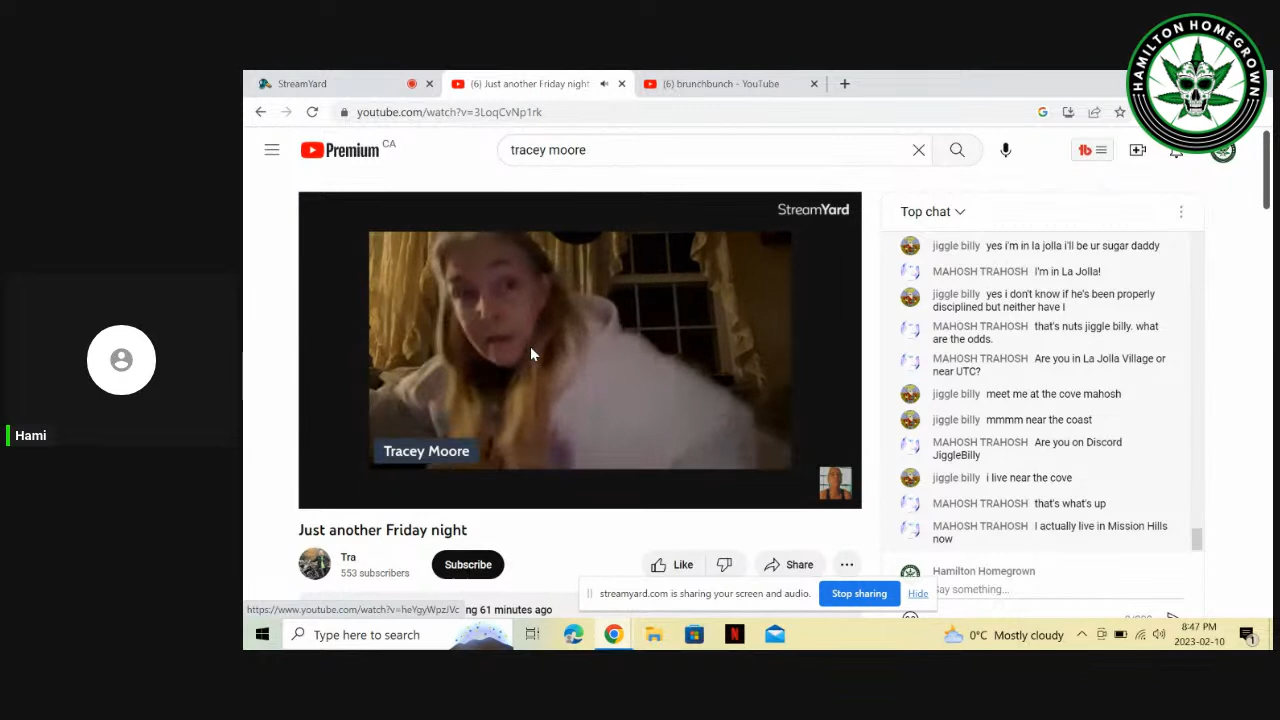 HAMILTON HOMEGROWN
StreamYard
(6) Just another Friday night
(6) brunchbunch - YouTube
youtube.com/watch?v=3LoqCvNp1rk
Premium CA
tracey moore
StreamYard
Tracey Moore
Top chat
jiggle billy yes i'm in la jolla i'll be ur sugar daddy
MAHOSH TRAHOSH I'm in La Jolla!
jiggle billy yes i don't know if he's been properly
disciplined but neither have I
MAHOSH TRAHOSH that's nuts jiggle billy. what
are the odds.
MAHOSH TRAHOSH Are you in La Jolla Village or
near UTC?
jiggle billy meet me at the cove mahosh
jiggle billy mmmm near the coast
MAHOSH TRAHOSH Are you on Discord
JiggleBilly
jiggle billy i live near the cove
MAHOSH TRAHOSH that's what's up
MAHOSH TRAHOSH I actually live in Mission Hills
now
Hamilton Homegrown
Say something...
Hami
Just another Friday night
Tra
553 subscribers
Subscribe
Like
Share
streamyard.com is sharing your screen and audio.
Stop sharing
Hide
https://www.youtube.com/watch?v=heYgyWpzJVc
ng 61 minutes ago
Type here to search
0°C Mostly cloudy
8:47 PM
2023-02-10